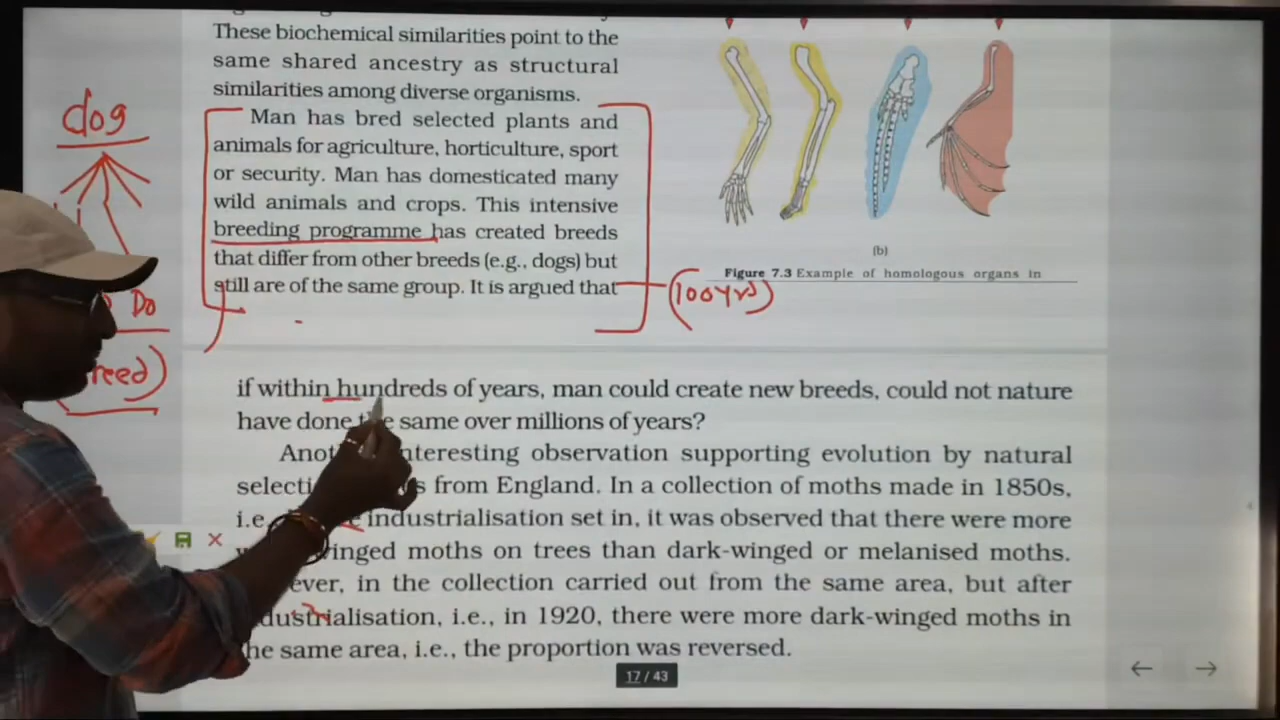 These biochemical similarities point to the
same shared ancestry as structural
similarities among diverse organisms.
Man has bred selected plants and
animals for agriculture, horticulture, sport
or security. Man has domesticated many
wild animals and crops. This intensive
breeding programme has created breeds
that differ from other breeds (e.g., dogs) but
still are of the same group. It is argued that
dog
Do
reed)
(100yrs)
(b)
Figure 7.3 Example of homologous organs in
if within hundreds of years, man could create new breeds, could not nature
have done the same over millions of years?
interesting observation supporting evolution by natural
from England. In a collection of moths made in 1850s,
i.e industrialisation set in, it was observed that there were more
winged moths on trees than dark-winged or melanised moths.
ever, in the collection carried out from the same area, but after
dustrialisation, i.e., in 1920, there were more dark-winged moths in
he same area, i.e., the proportion was reversed.
17 / 43